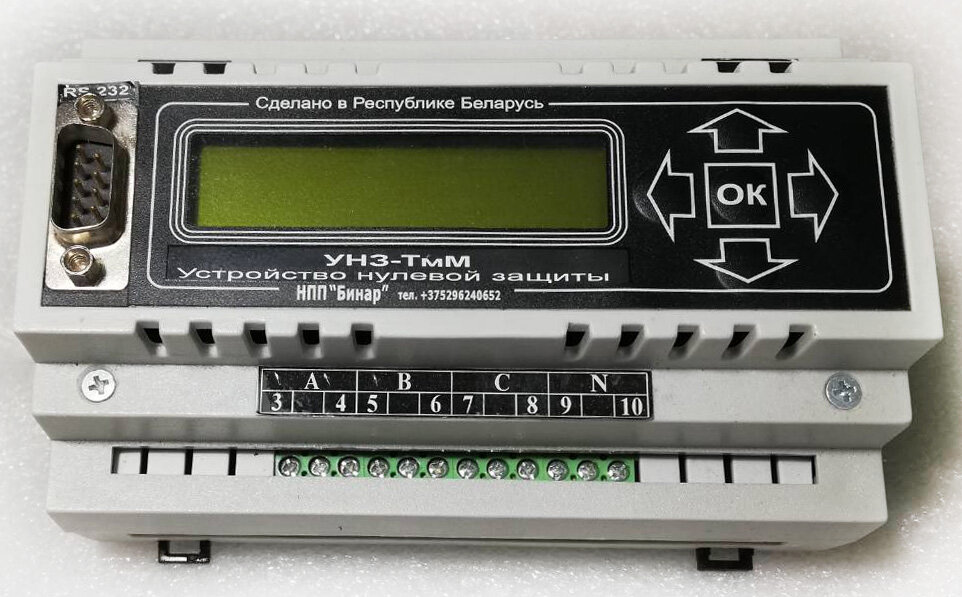 RS 232
Сделано в Республике Беларусь
OK
УНЗ-ТмМ
Устройство нулевой защиты
НПП "Бинар" тел. +375296240652
A B C N
3 4 5 6 7 8 9 10